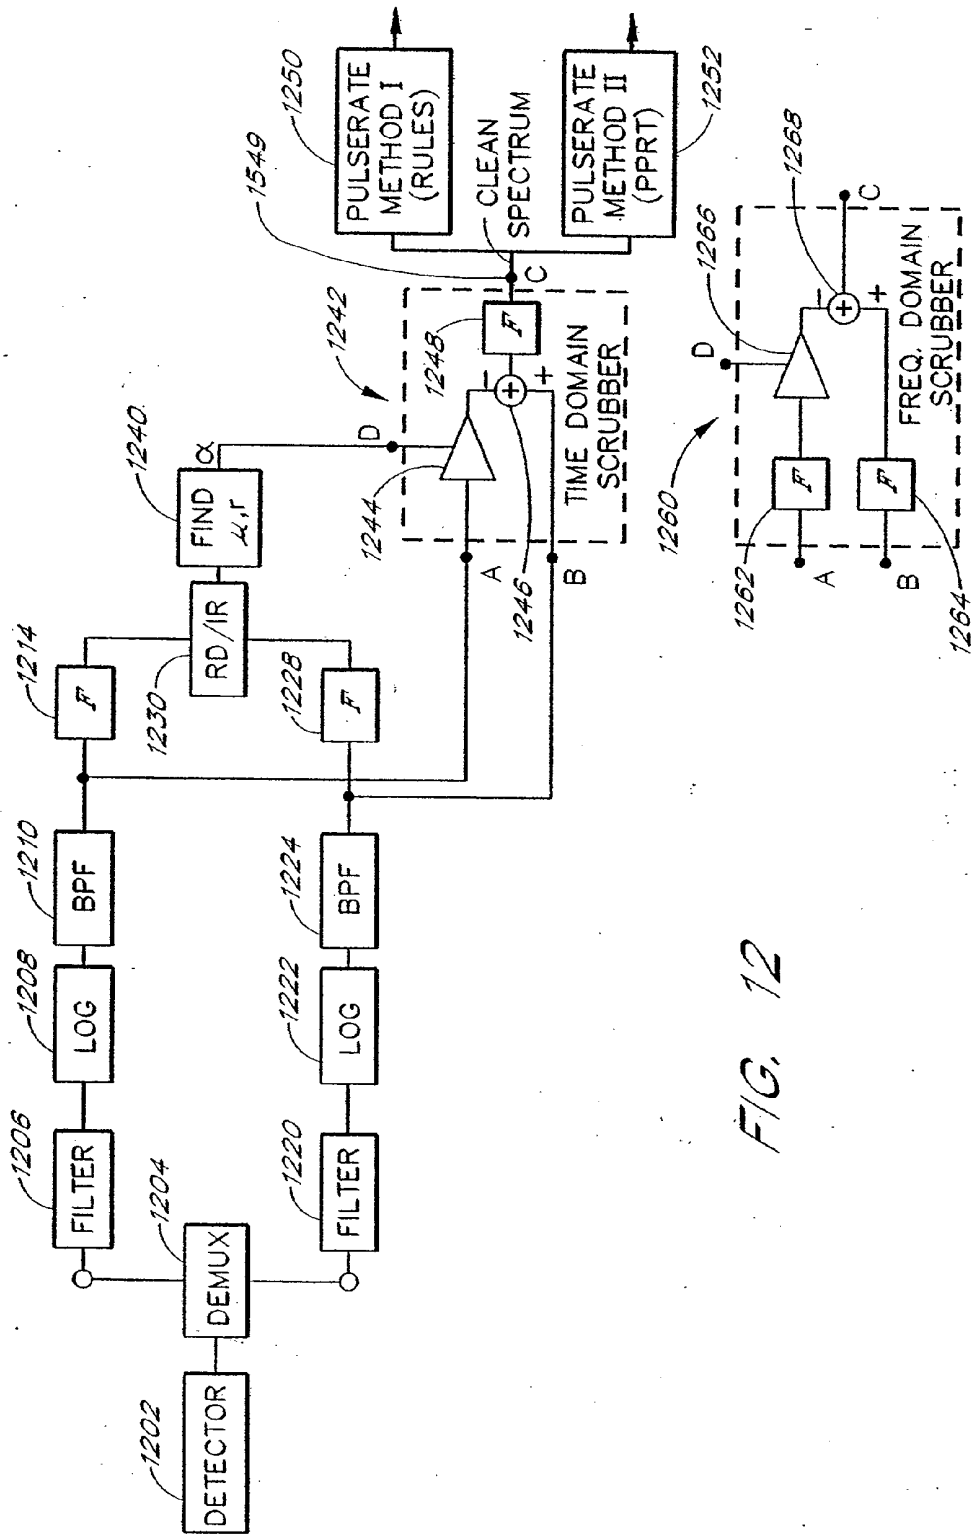 1202
DETECTOR
1204
DEMUX
1206
FILTER
1208
LOG
1210
BPF
1214
F
1220
FILTER
1222
LOG
1224
BPF
1228
F
1230
RD/IR
1240
FIND
μ,r
α
D
1242
1244
A
B
1246
1248
F
−
+
+
TIME DOMAIN
SCRUBBER
C
1549
CLEAN
SPECTRUM
1250
PULSERATE
METHOD I
(RULES)
1252
PULSERATE
METHOD II
(PPRT)
1260
A
1262
F
B
1264
F
D
1266
−
+
+
1268
C
FREQ. DOMAIN
SCRUBBER
FIG. 12